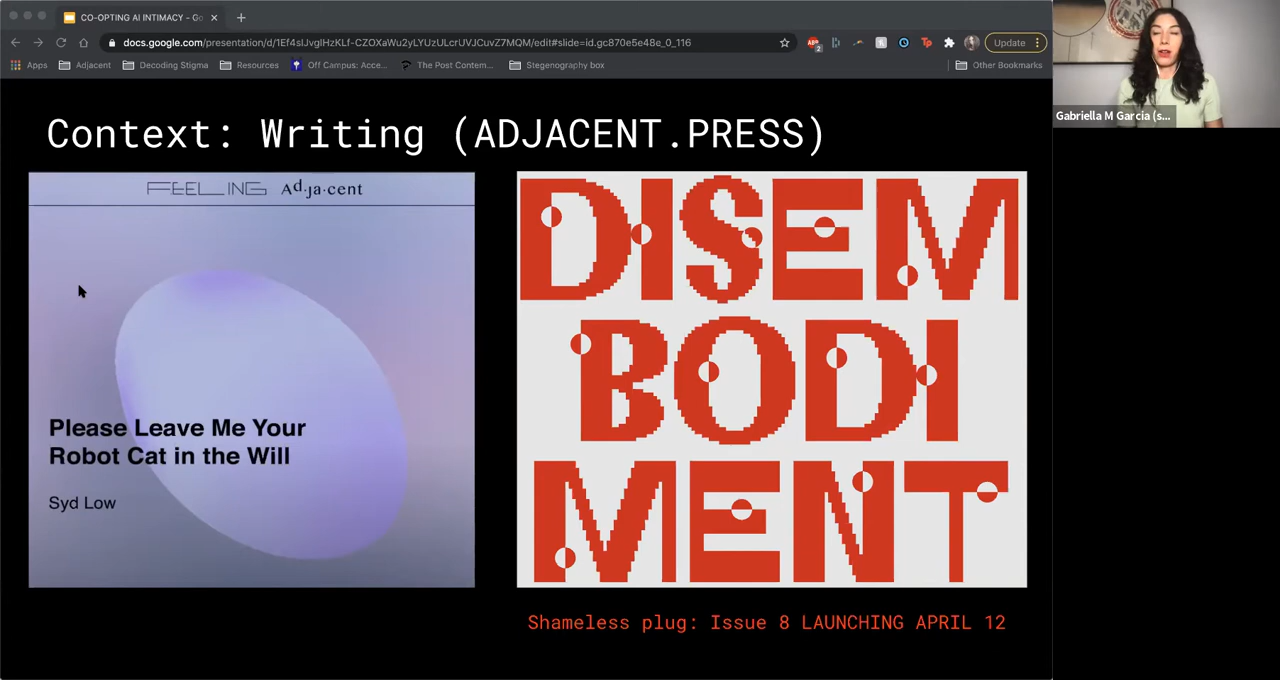 CO-OPTING AI INTIMACY - Go
docs.google.com/presentation/d/1Ef4sIJvgIHzKLf-CZOXaWu2yLYUzULcrUVJCuvZ7MQM/edit#slide=id.gc870e5e48e_0_116
Update
Apps Adjacent Decoding Stigma Resources Off Campus: Acce... The Post Contem... Stegenography box Other Bookmarks
Gabriella M Garcia (s...
Context: Writing (ADJACENT.PRESS)
FEELING Ad·ja·cent
Please Leave Me Your
Robot Cat in the Will
Syd Low
DISEM
BODI
MENT
Shameless plug: Issue 8 LAUNCHING APRIL 12